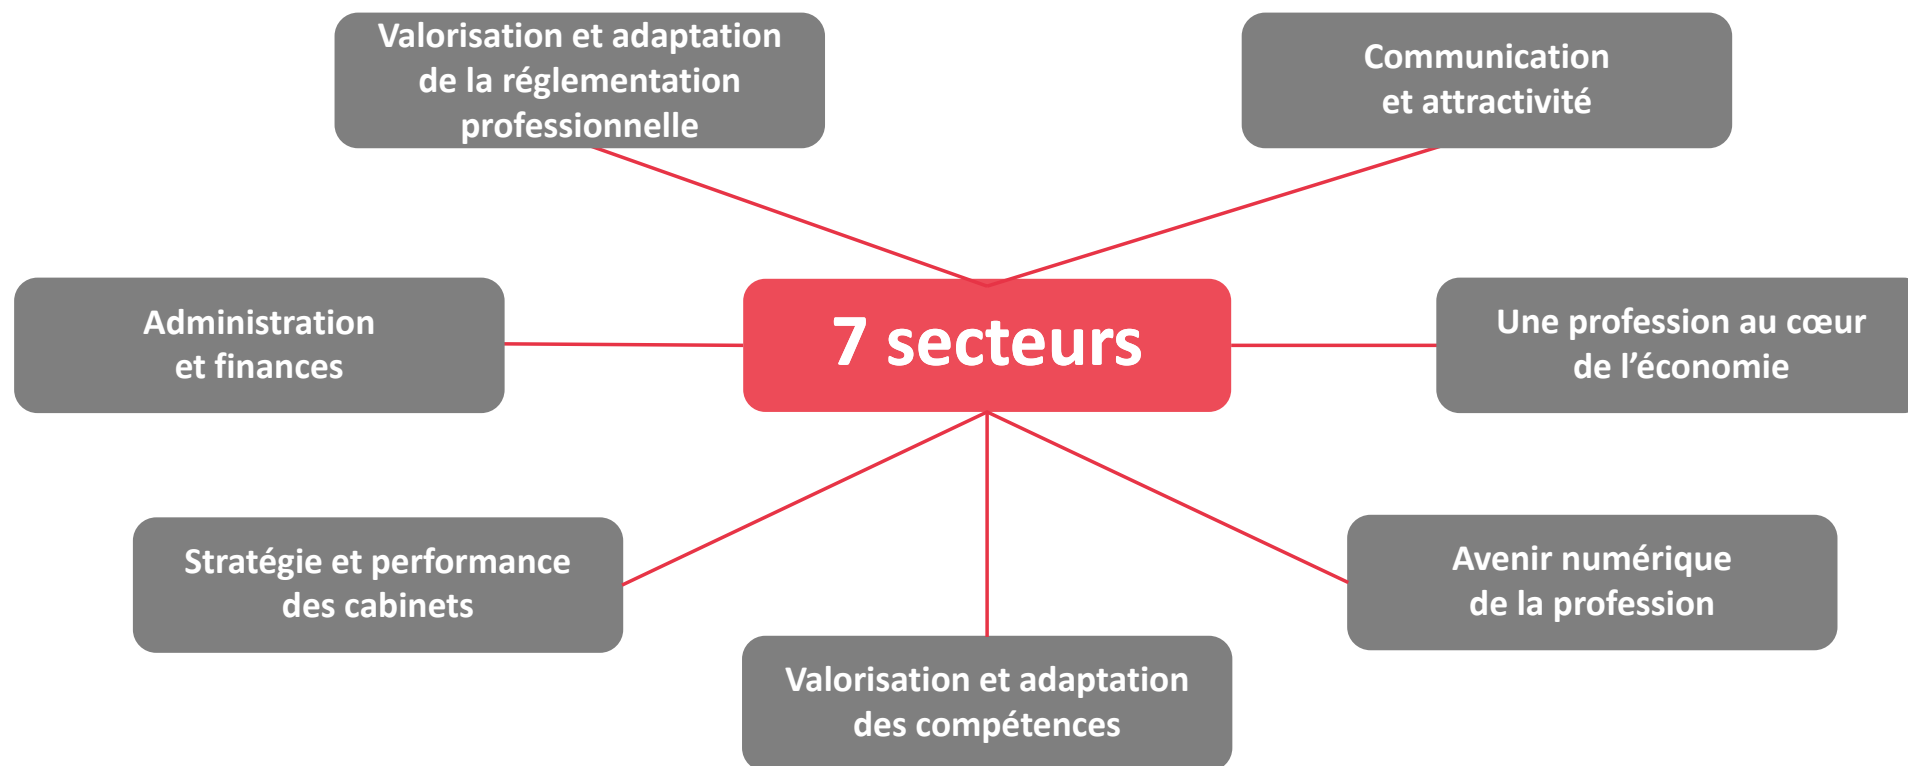 Valorisation et adaptation
de la réglementation
professionnelle
Communication
et attractivité
Administration
et finances
7 secteurs
Une profession au cœur
de l’économie
Stratégie et performance
des cabinets
Avenir numérique
de la profession
Valorisation et adaptation
des compétences